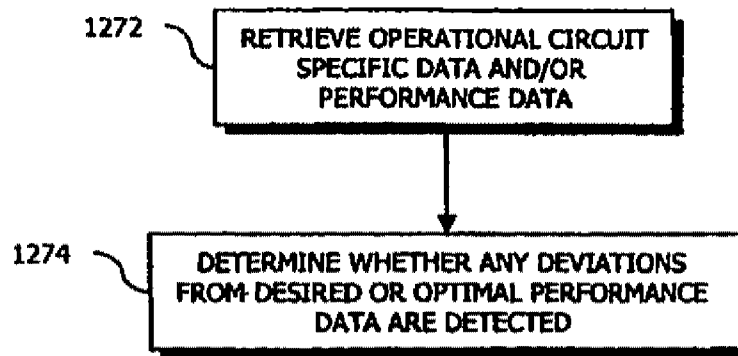 1272
RETRIEVE OPERATIONAL CIRCUIT
SPECIFIC DATA AND/OR
PERFORMANCE DATA
1274
DETERMINE WHETHER ANY DEVIATIONS
FROM DESIRED OR OPTIMAL PERFORMANCE
DATA ARE DETECTED